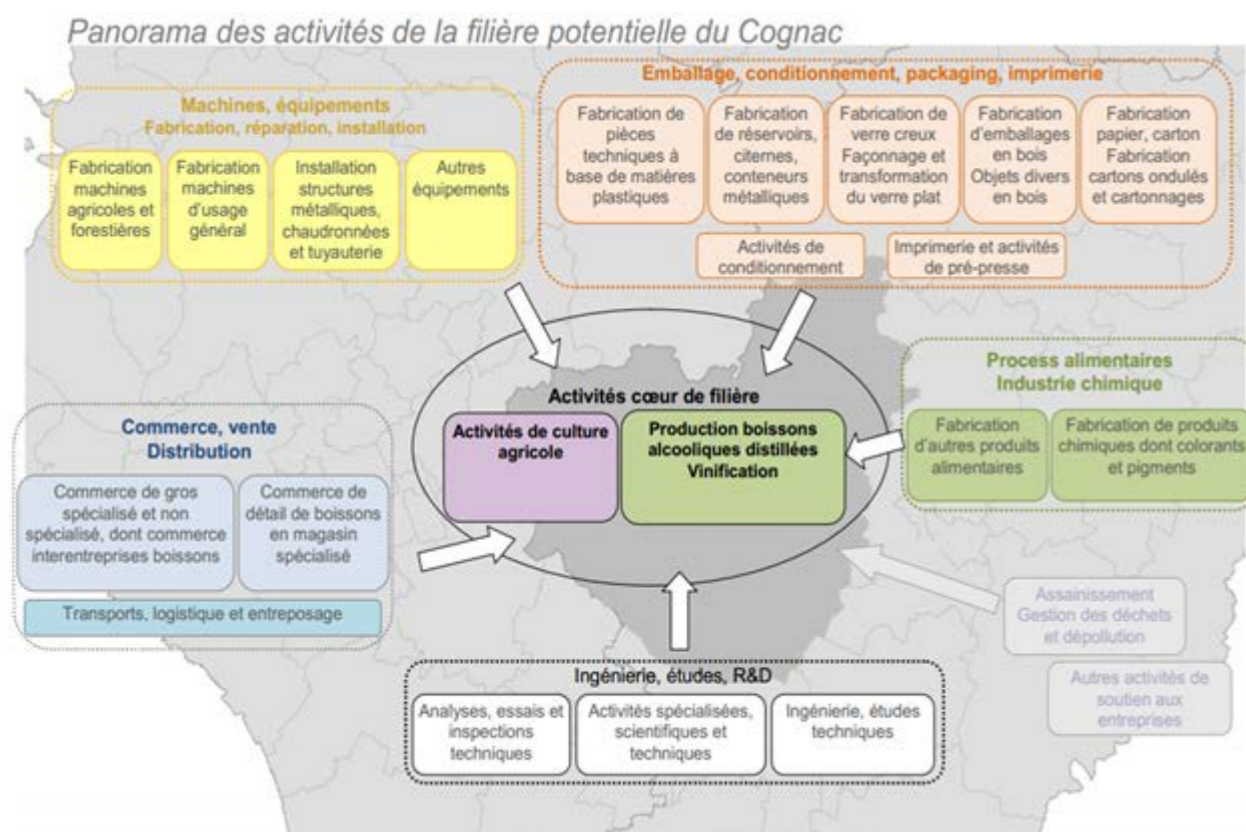 Panorama des activités de la filière potentielle du Cognac
Machines, équipements
Fabrication, réparation, installation
Fabrication
machines
agricoles et
forestières
Fabrication
machines
d'usage
général
Installation
structures
métalliques,
chaudronnées
et tuyauterie
Autres
équipements
Emballage, conditionnement, packaging, imprimerie
Fabrication de
pièces
techniques à
base de matières
plastiques
Fabrication
de réservoirs,
citernes,
conteneurs
métalliques
Fabrication de
verre creux
Façonnage et
transformation
du verre plat
Fabrication
d'emballages
en bois
Objets divers
en bois
Fabrication
papier, carton
Fabrication
cartons ondulés
et cartonnages
Activités de
conditionnement
Imprimerie et activités
de pré-presse
Activités cœur de filière
Activités de culture
agricole
Production boissons
alcooliques distillées
Vinification
Process alimentaires
Industrie chimique
Fabrication
d'autres produits
alimentaires
Fabrication de produits
chimiques dont colorants
et pigments
Commerce, vente
Distribution
Commerce de gros
spécialisé et non
spécialisé, dont commerce
interentreprises boissons
Commerce de
détail de boissons
en magasin
spécialisé
Transports, logistique et entreposage
Assainissement
Gestion des déchets
et dépollution
Autres activités de
soutien aux
entreprises
Ingénierie, études, R&D
Analyses, essais et
inspections
techniques
Activités spécialisées,
scientifiques et
techniques
Ingénierie, études
techniques